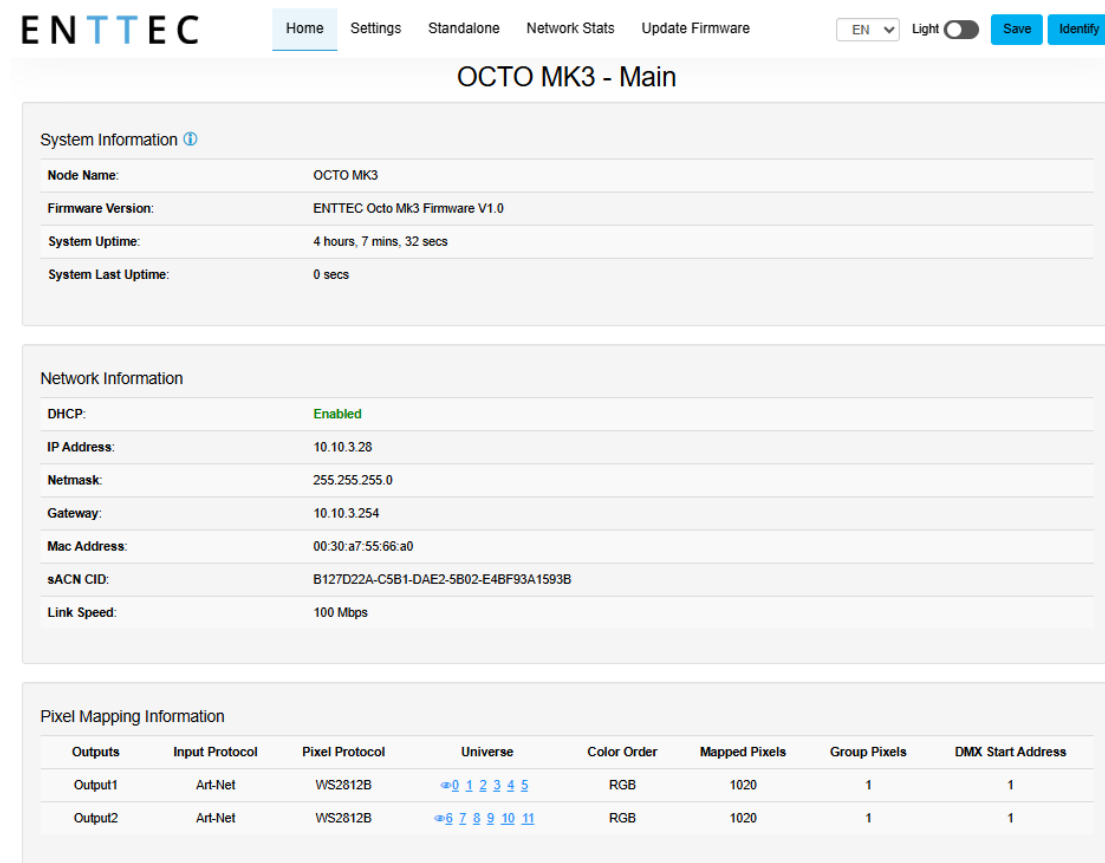 ENTTEC Home Settings Standalone Network Stats Update Firmware EN Light Save Identify
OCTO MK3 - Main
System Information
Node Name: OCTO MK3
Firmware Version: ENTTEC Octo Mk3 Firmware V1.0
System Uptime: 4 hours, 7 mins, 32 secs
System Last Uptime: 0 secs
Network Information
DHCP: Enabled
IP Address: 10.10.3.28
Netmask: 255.255.255.0
Gateway: 10.10.3.254
Mac Address: 00:30:a7:55:66:a0
sACN CID: B127D22A-C5B1-DAE2-5B02-E4BF93A1593B
Link Speed: 100 Mbps
Pixel Mapping Information
Outputs Input Protocol Pixel Protocol Universe Color Order Mapped Pixels Group Pixels DMX Start Address
Output1 Art-Net WS2812B 0 1 2 3 4 5 RGB 1020 1 1
Output2 Art-Net WS2812B 6 7 8 9 10 11 RGB 1020 1 1